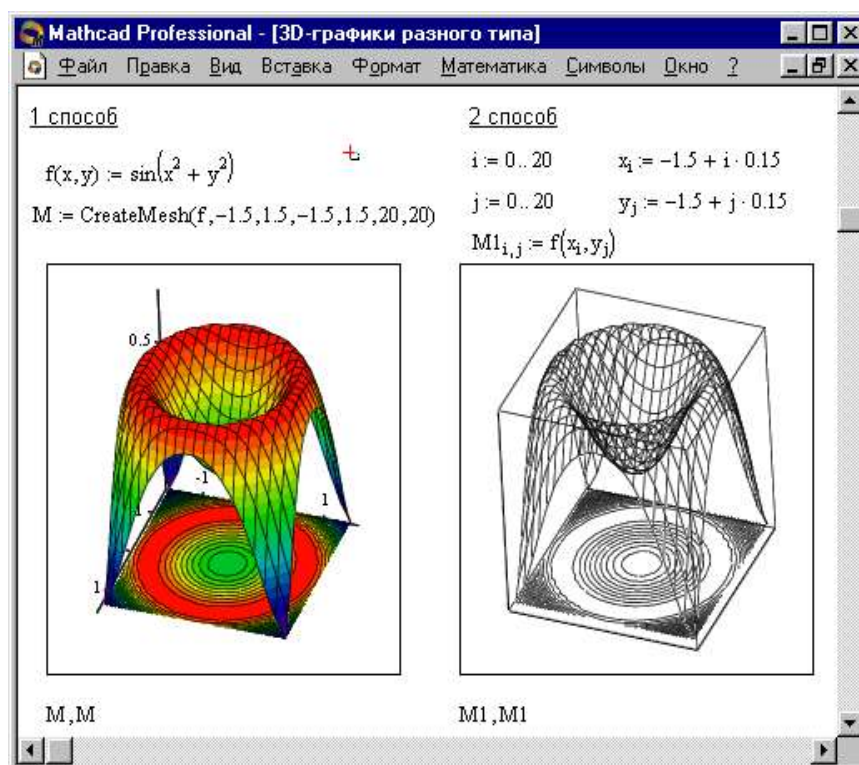 Mathcad Professional - [3D-графики разного типа]
Файл Правка Вид Вставка Формат Математика Символы Окно ?
1 способ
f(x,y) := sin(x² + y²)
M := CreateMesh(f,-1.5,1.5,-1.5,1.5,20,20)
0.5
-1
1
1
1
M,M
2 способ
i := 0..20 xᵢ := -1.5 + i · 0.15
j := 0..20 yⱼ := -1.5 + j · 0.15
M1ᵢ,ⱼ := f(xᵢ,yⱼ)
M1,M1